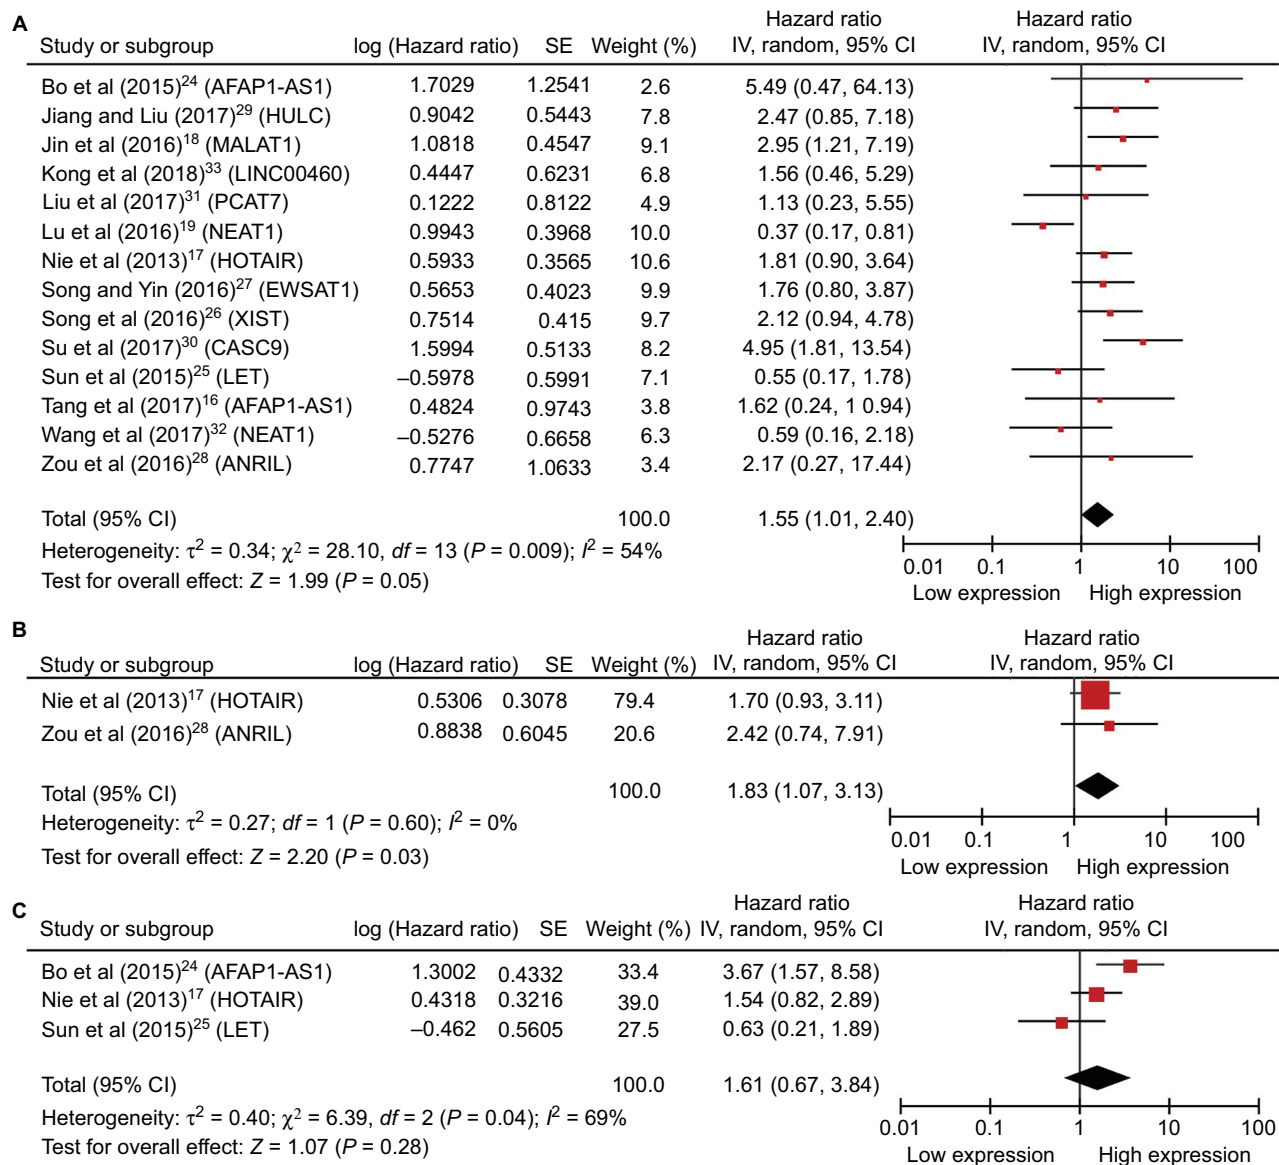 A
Hazard ratio Hazard ratio
Study or subgroup log (Hazard ratio) SE Weight (%) IV, random, 95% CI IV, random, 95% CI
Bo et al (2015)24 (AFAP1-AS1) 1.7029 1.2541 2.6 5.49 (0.47, 64.13)
Jiang and Liu (2017)29 (HULC) 0.9042 0.5443 7.8 2.47 (0.85, 7.18)
Jin et al (2016)18 (MALAT1) 1.0818 0.4547 9.1 2.95 (1.21, 7.19)
Kong et al (2018)33 (LINC00460) 0.4447 0.6231 6.8 1.56 (0.46, 5.29)
Liu et al (2017)31 (PCAT7) 0.1222 0.8122 4.9 1.13 (0.23, 5.55)
Lu et al (2016)19 (NEAT1) 0.9943 0.3968 10.0 0.37 (0.17, 0.81)
Nie et al (2013)17 (HOTAIR) 0.5933 0.3565 10.6 1.81 (0.90, 3.64)
Song and Yin (2016)27 (EWSAT1) 0.5653 0.4023 9.9 1.76 (0.80, 3.87)
Song et al (2016)26 (XIST) 0.7514 0.415 9.7 2.12 (0.94, 4.78)
Su et al (2017)30 (CASC9) 1.5994 0.5133 8.2 4.95 (1.81, 13.54)
Sun et al (2015)25 (LET) –0.5978 0.5991 7.1 0.55 (0.17, 1.78)
Tang et al (2017)16 (AFAP1-AS1) 0.4824 0.9743 3.8 1.62 (0.24, 1 0.94)
Wang et al (2017)32 (NEAT1) –0.5276 0.6658 6.3 0.59 (0.16, 2.18)
Zou et al (2016)28 (ANRIL) 0.7747 1.0633 3.4 2.17 (0.27, 17.44)
Total (95% CI) 100.0 1.55 (1.01, 2.40)
Heterogeneity: τ2 = 0.34; χ2 = 28.10, df = 13 (P = 0.009); I2 = 54%
Test for overall effect: Z = 1.99 (P = 0.05)
0.01 0.1 1 10 100
Low expression High expression
B
Hazard ratio Hazard ratio
Study or subgroup log (Hazard ratio) SE Weight (%) IV, random, 95% CI IV, random, 95% CI
Nie et al (2013)17 (HOTAIR) 0.5306 0.3078 79.4 1.70 (0.93, 3.11)
Zou et al (2016)28 (ANRIL) 0.8838 0.6045 20.6 2.42 (0.74, 7.91)
Total (95% CI) 100.0 1.83 (1.07, 3.13)
Heterogeneity: τ2 = 0.27; df = 1 (P = 0.60); I2 = 0%
Test for overall effect: Z = 2.20 (P = 0.03)
0.01 0.1 1 10 100
Low expression High expression
C
Hazard ratio Hazard ratio
Study or subgroup log (Hazard ratio) SE Weight (%) IV, random, 95% CI IV, random, 95% CI
Bo et al (2015)24 (AFAP1-AS1) 1.3002 0.4332 33.4 3.67 (1.57, 8.58)
Nie et al (2013)17 (HOTAIR) 0.4318 0.3216 39.0 1.54 (0.82, 2.89)
Sun et al (2015)25 (LET) –0.462 0.5605 27.5 0.63 (0.21, 1.89)
Total (95% CI) 100.0 1.61 (0.67, 3.84)
Heterogeneity: τ2 = 0.40; χ2 = 6.39, df = 2 (P = 0.04); I2 = 69%
Test for overall effect: Z = 1.07 (P = 0.28)
0.01 0.1 1 10 100
Low expression High expression